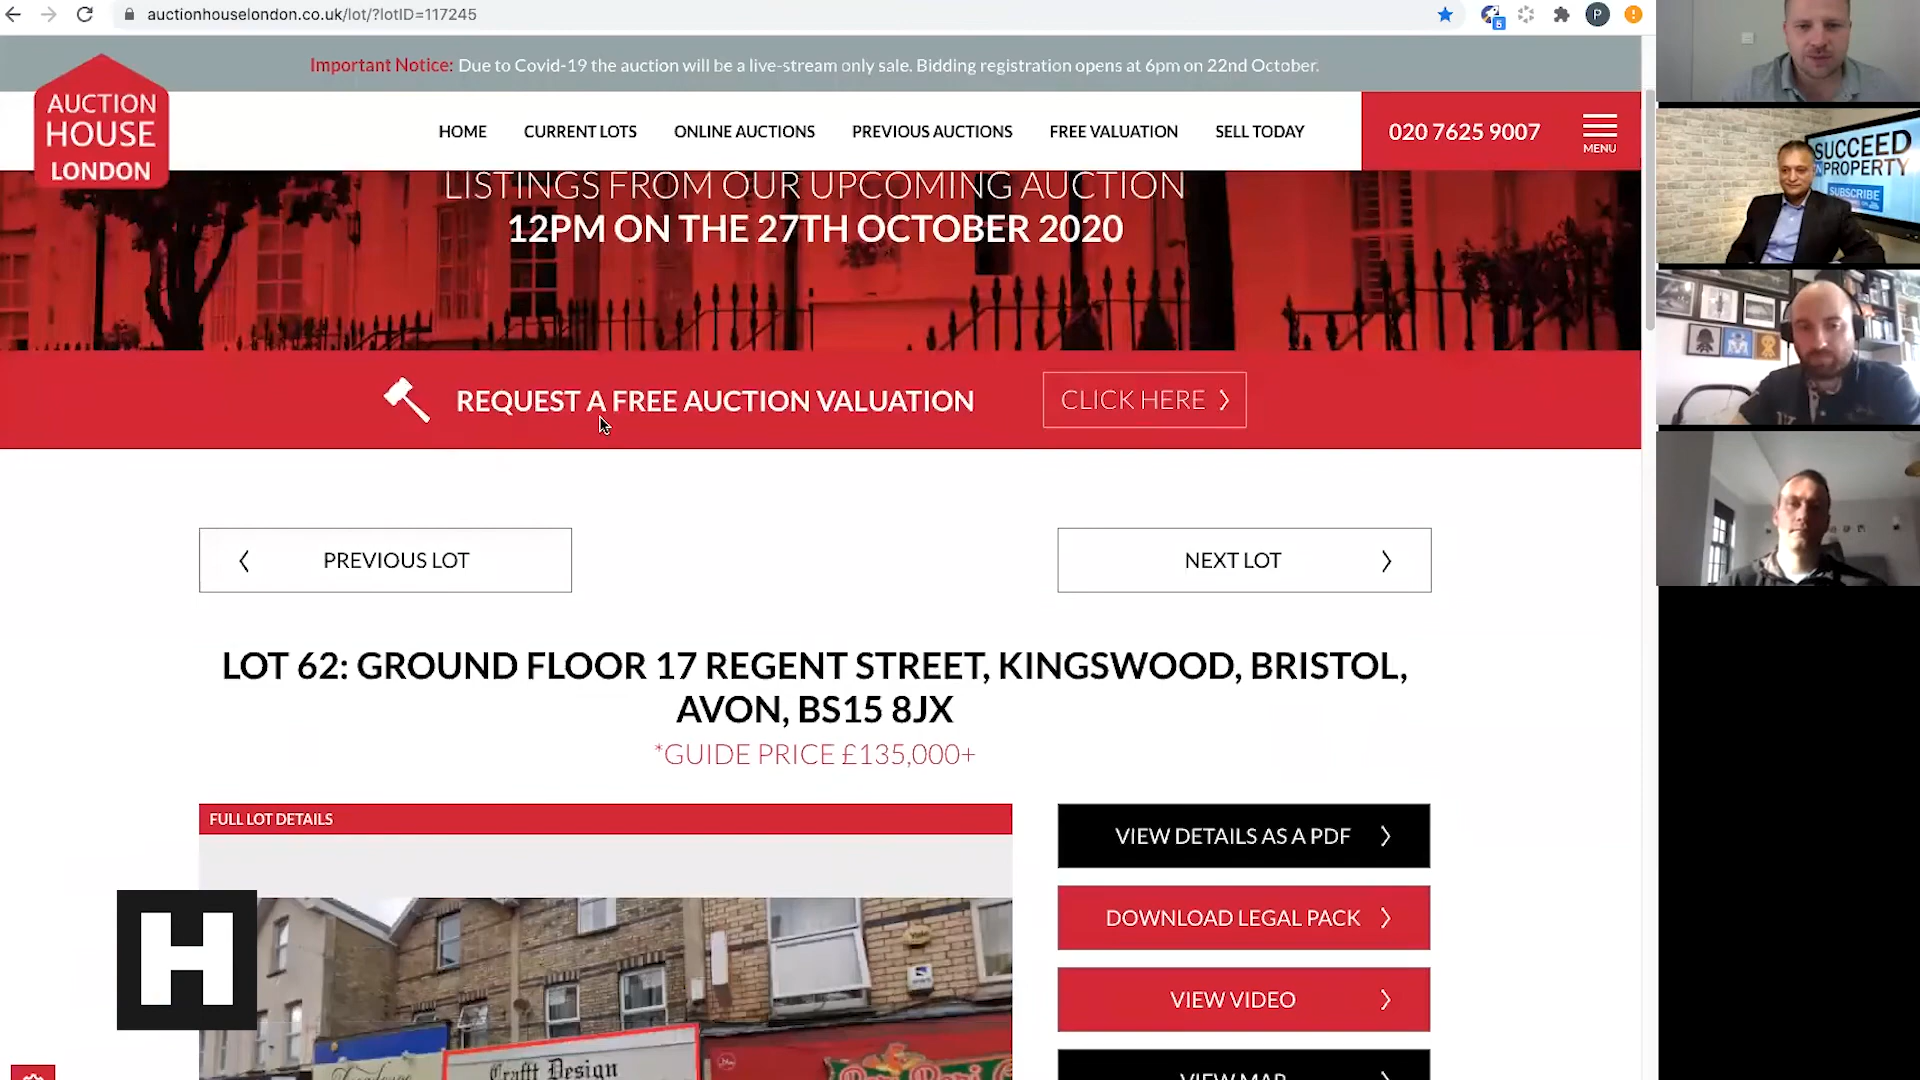 auctionhouselondon.co.uk/lot/?lotID=117245
P
5
Important Notice: Due to Covid-19 the auction will be a live-stream only sale. Bidding registration opens at 6pm on 22nd October.
AUCTION
HOUSE
LONDON
HOME
CURRENT LOTS
ONLINE AUCTIONS
PREVIOUS AUCTIONS
FREE VALUATION
SELL TODAY
020 7625 9007
MENU
LISTINGS FROM OUR UPCOMING AUCTION
12PM ON THE 27TH OCTOBER 2020
REQUEST A FREE AUCTION VALUATION
CLICK HERE
PREVIOUS LOT
NEXT LOT
LOT 62: GROUND FLOOR 17 REGENT STREET, KINGSWOOD, BRISTOL,
AVON, BS15 8JX
*GUIDE PRICE £135,000+
FULL LOT DETAILS
VIEW DETAILS AS A PDF
DOWNLOAD LEGAL PACK
VIEW VIDEO
VIEW MAP
H
Crafft Design
SUCCEED
PROPERTY
SUBSCRIBE